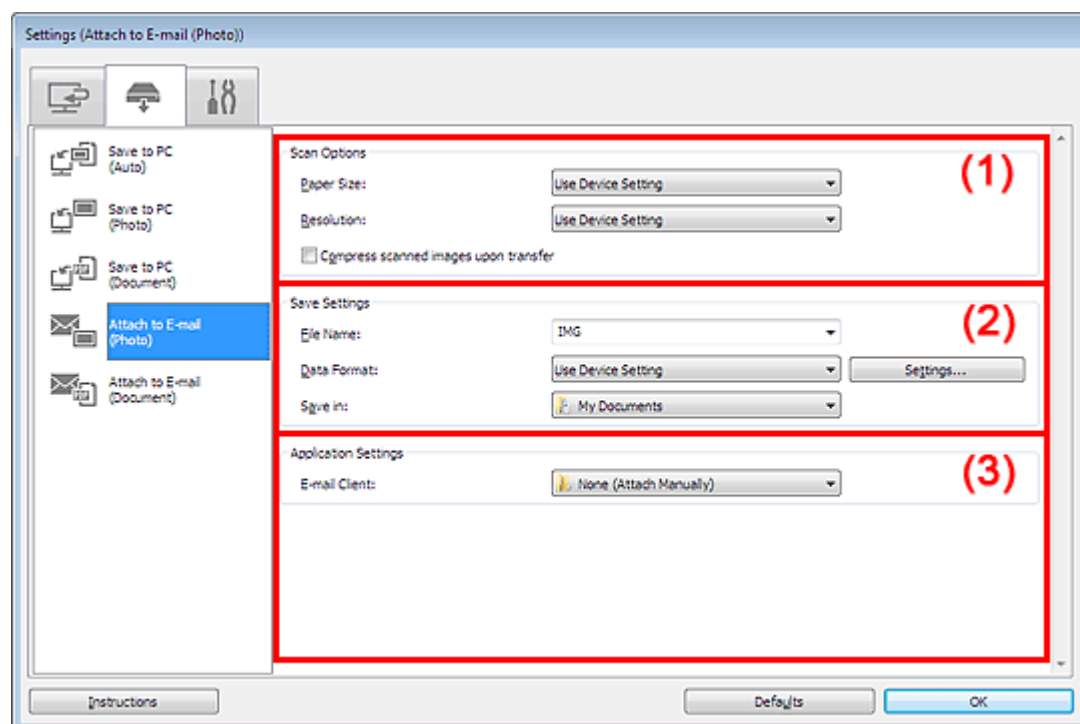 Settings (Attach to E-mail (Photo))
Save to PC
(Auto)
Save to PC
(Photo)
Save to PC
(Document)
Attach to E-mail
(Photo)
Attach to E-mail
(Document)
Scan Options
(1)
Paper Size:
Use Device Setting
Resolution:
Use Device Setting
Compress scanned images upon transfer
Save Settings
(2)
File Name:
IMG
Data Format:
Use Device Setting
Settings...
Save in:
My Documents
Application Settings
(3)
E-mail Client:
None (Attach Manually)
Instructions
Defaults
OK